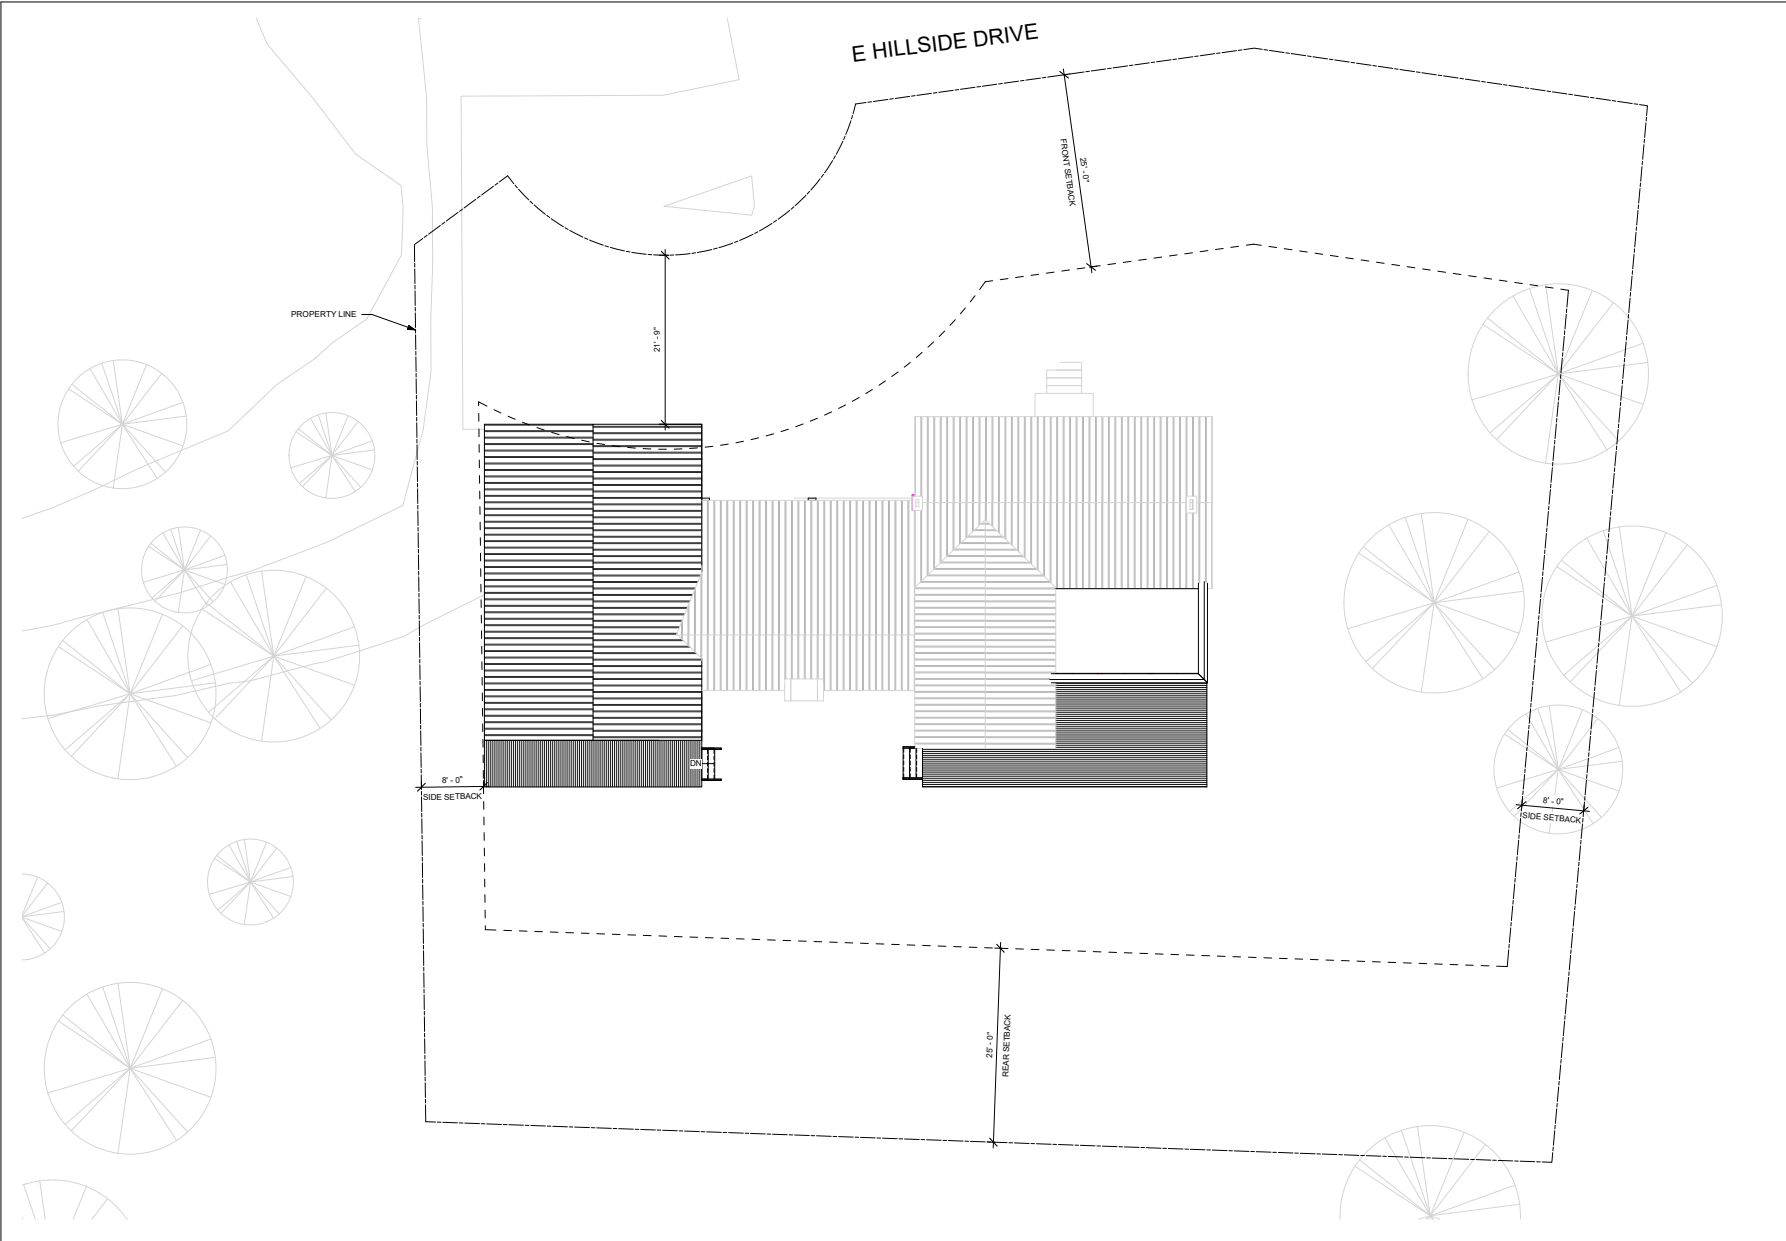 E HILLSIDE DRIVE
25' - 0"
FRONT SETBACK
PROPERTY LINE
21' - 9"
DN
8' - 0"
SIDE SETBACK
8' - 0"
SIDE SETBACK
25' - 0"
REAR SETBACK